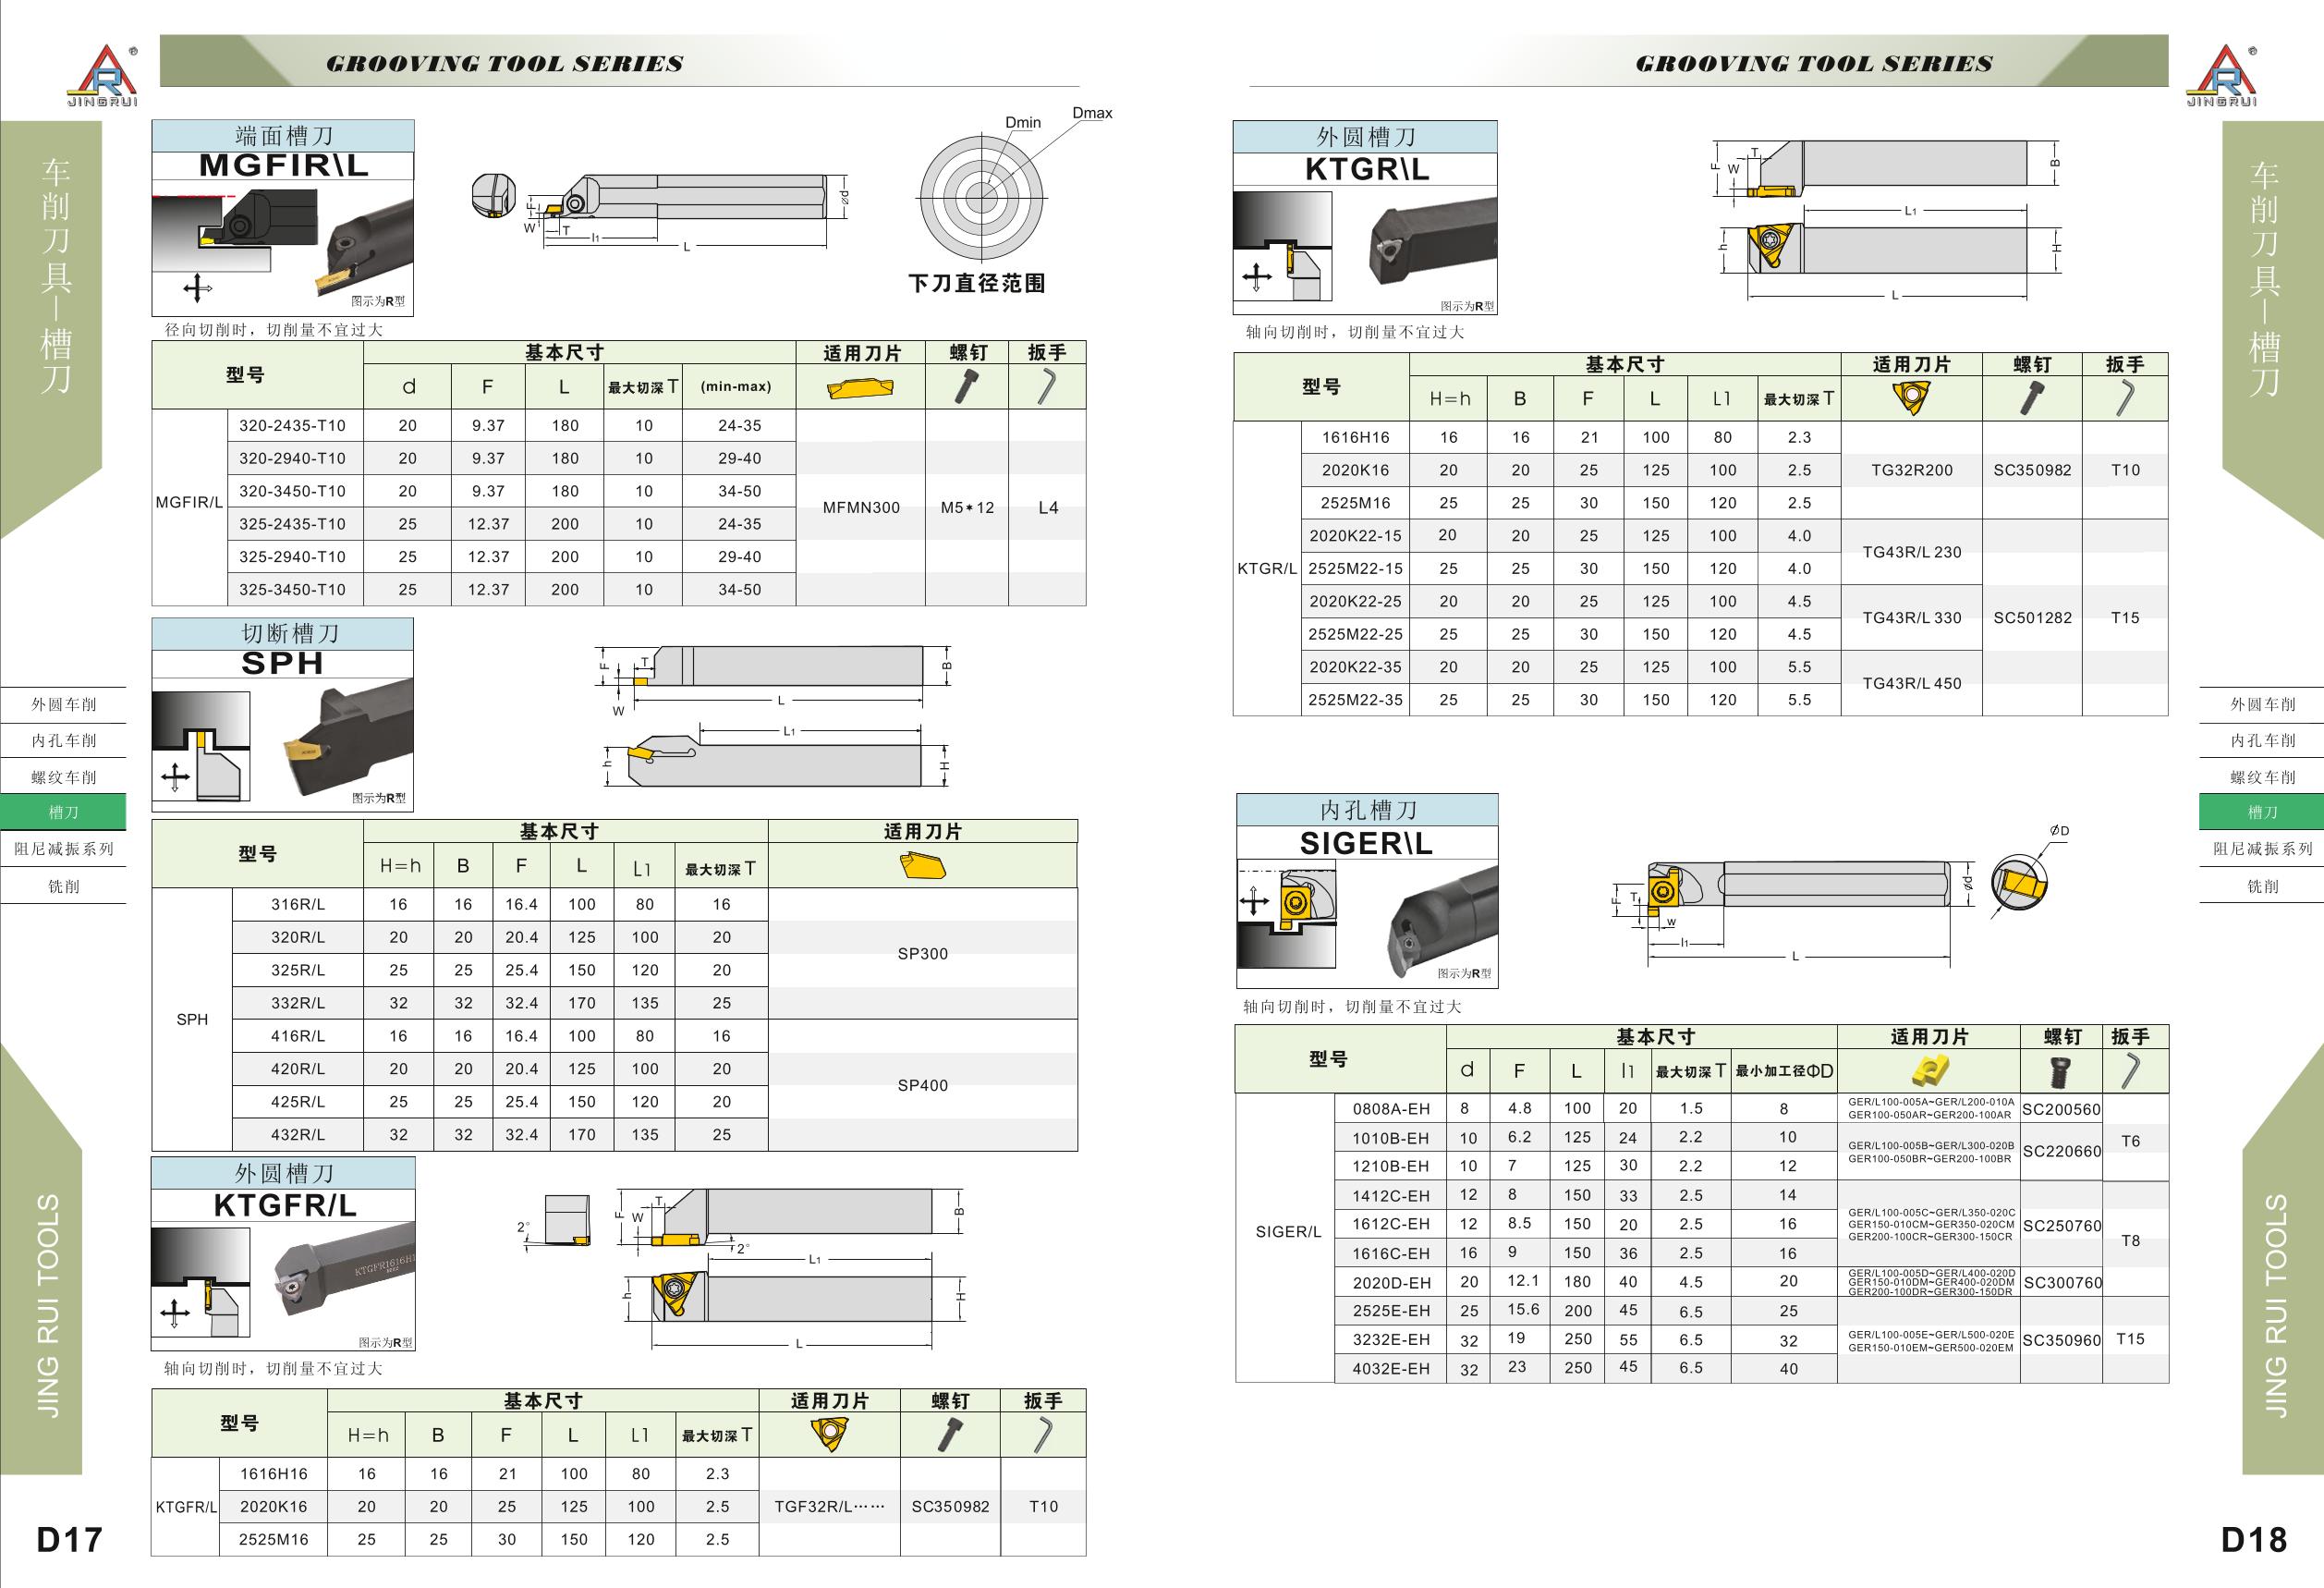 GROOVING TOOL SERIES
JINGRUI
车削刀具—槽刀
外圆车削
内孔车削
螺纹车削
槽刀
阻尼减振系列
铣削
JING RUI TOOLS
D17
端面槽刀
MGFIR\L
图示为R型
径向切削时，切削量不宜过大
F
W
T
l1
L
ød
Dmin
Dmax
下刀直径范围
型号 基本尺寸 适用刀片 螺钉 扳手
d F L 最大切深T (min-max)
MGFIR/L
320-2435-T10 20 9.37 180 10 24-35
320-2940-T10 20 9.37 180 10 29-40
320-3450-T10 20 9.37 180 10 34-50
325-2435-T10 25 12.37 200 10 24-35
325-2940-T10 25 12.37 200 10 29-40
325-3450-T10 25 12.37 200 10 34-50
MFMN300 M5*12 L4
切断槽刀
SPH
图示为R型
F
T
B
L
W
L1
h
H
型号 基本尺寸 适用刀片
H=h B F L L1 最大切深T
SPH
316R/L 16 16 16.4 100 80 16
320R/L 20 20 20.4 125 100 20
325R/L 25 25 25.4 150 120 20
332R/L 32 32 32.4 170 135 25
SP300
416R/L 16 16 16.4 100 80 16
420R/L 20 20 20.4 125 100 20
425R/L 25 25 25.4 150 120 20
432R/L 32 32 32.4 170 135 25
SP400
外圆槽刀
KTGFR/L
KTGFR1616H1
图示为R型
轴向切削时，切削量不宜过大
2°
F
W
T
B
2°
L1
h
H
L
型号 基本尺寸 适用刀片 螺钉 扳手
H=h B F L L1 最大切深T
KTGFR/L
1616H16 16 16 21 100 80 2.3
2020K16 20 20 25 125 100 2.5
2525M16 25 25 30 150 120 2.5
TGF32R/L…… SC350982 T10
GROOVING TOOL SERIES
JINGRUI
车削刀具—槽刀
外圆车削
内孔车削
螺纹车削
槽刀
阻尼减振系列
铣削
JING RUI TOOLS
D18
外圆槽刀
KTGR\L
图示为R型
轴向切削时，切削量不宜过大
F
W
T
B
L1
h
H
L
型号 基本尺寸 适用刀片 螺钉 扳手
H=h B F L L1 最大切深T
KTGR/L
1616H16 16 16 21 100 80 2.3
2020K16 20 20 25 125 100 2.5
2525M16 25 25 30 150 120 2.5
TG32R200 SC350982 T10
2020K22-15 20 20 25 125 100 4.0
2525M22-15 25 25 30 150 120 4.0
TG43R/L 230
2020K22-25 20 20 25 125 100 4.5
2525M22-25 25 25 30 150 120 4.5
TG43R/L 330 SC501282 T15
2020K22-35 20 20 25 125 100 5.5
2525M22-35 25 25 30 150 120 5.5
TG43R/L 450
内孔槽刀
SIGER\L
图示为R型
轴向切削时，切削量不宜过大
F
T
w
l1
L
ød
ØD
型号 基本尺寸 适用刀片 螺钉 扳手
d F L l1 最大切深T 最小加工径ΦD
SIGER/L
0808A-EH 8 4.8 100 20 1.5 8
GER/L100-005A~GER/L200-010A
GER100-050AR~GER200-100AR
SC200560
1010B-EH 10 6.2 125 24 2.2 10
1210B-EH 10 7 125 30 2.2 12
GER/L100-005B~GER/L300-020B
GER100-050BR~GER200-100BR
SC220660
T6
1412C-EH 12 8 150 33 2.5 14
1612C-EH 12 8.5 150 20 2.5 16
1616C-EH 16 9 150 36 2.5 16
GER/L100-005C~GER/L350-020C
GER150-010CM~GER350-020CM
GER200-100CR~GER300-150CR
SC250760
T8
2020D-EH 20 12.1 180 40 4.5 20
GER/L100-005D~GER/L400-020D
GER150-010DM~GER400-020DM
GER200-100DR~GER300-150DR
SC300760
2525E-EH 25 15.6 200 45 6.5 25
3232E-EH 32 19 250 55 6.5 32
4032E-EH 32 23 250 45 6.5 40
GER/L100-005E~GER/L500-020E
GER150-010EM~GER500-020EM
SC350960
T15